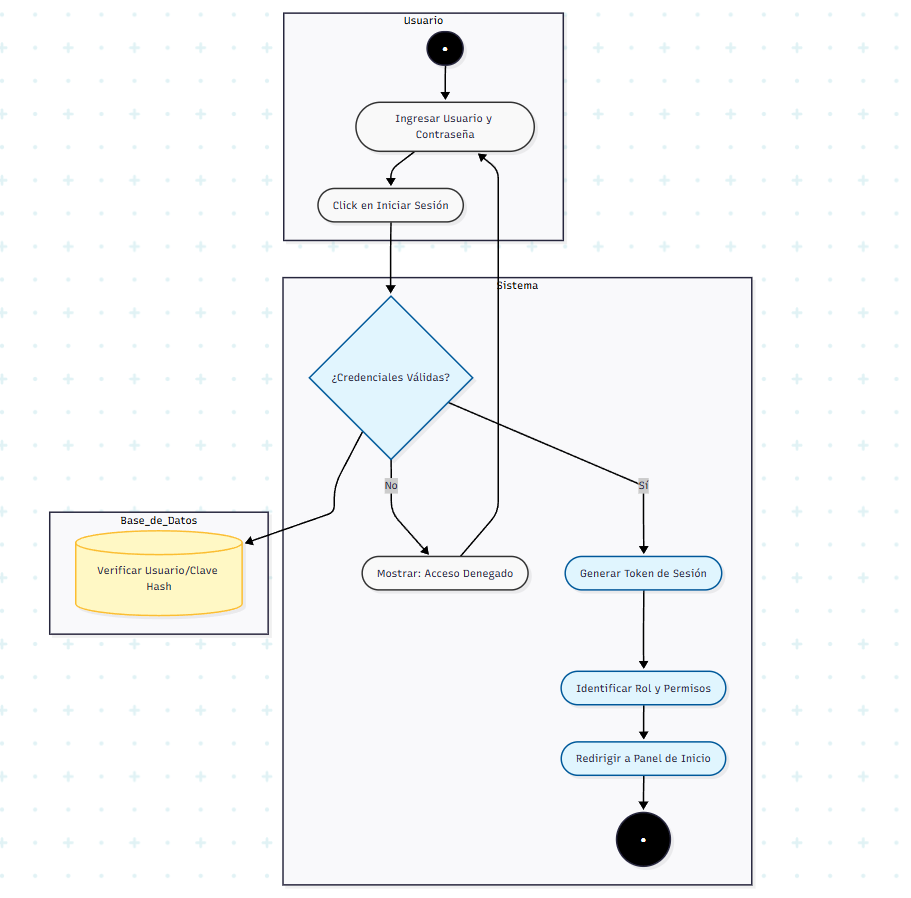 Usuario
Ingresar Usuario y
Contraseña
Click en Iniciar Sesión
Sistema
¿Credenciales Válidas?
No
Sí
Base_de_Datos
Verificar Usuario/Clave
Hash
Mostrar: Acceso Denegado
Generar Token de Sesión
Identificar Rol y Permisos
Redirigir a Panel de Inicio